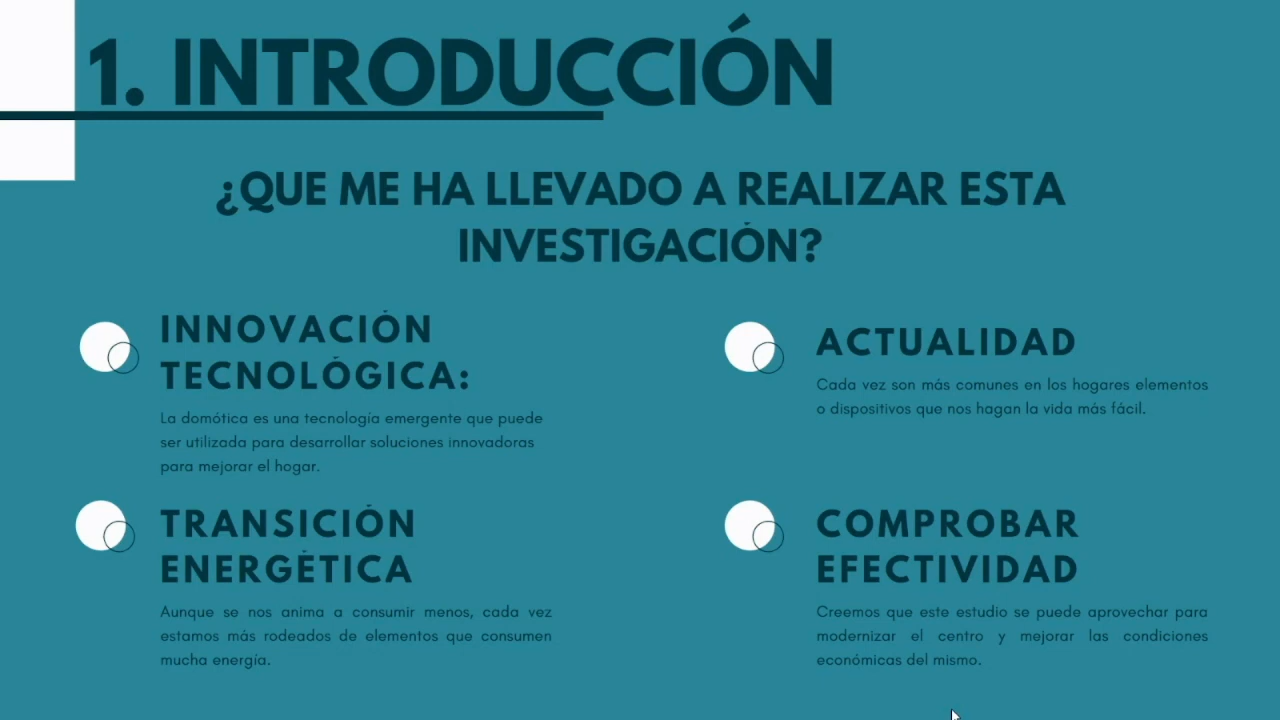 1. INTRODUCCIÓN
¿QUE ME HA LLEVADO A REALIZAR ESTA
INVESTIGACIÓN?
INNOVACIÓN
TECNOLÓGICA:
La domótica es una tecnología emergente que puede
ser utilizada para desarrollar soluciones innovadoras
para mejorar el hogar.
ACTUALIDAD
Cada vez son más comunes en los hogares elementos
o dispositivos que nos hagan la vida más fácil.
TRANSICIÓN
ENERGÉTICA
Aunque se nos anima a consumir menos, cada vez
estamos más rodeados de elementos que consumen
mucha energía.
COMPROBAR
EFECTIVIDAD
Creemos que este estudio se puede aprovechar para
modernizar el centro y mejorar las condiciones
económicas del mismo.